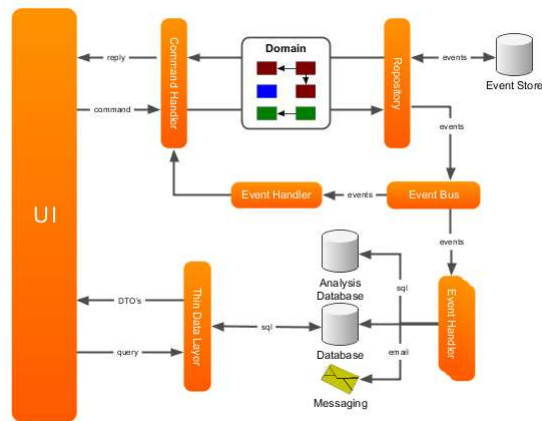 Domain
reply
events
Command Handler
Repository
Event Store
command
events
Event Handler
events
Event Bus
UI
events
Analysis
Database
sql
DTO's
Thin Data Layer
sql
Database
Event Handler
query
email
Messaging